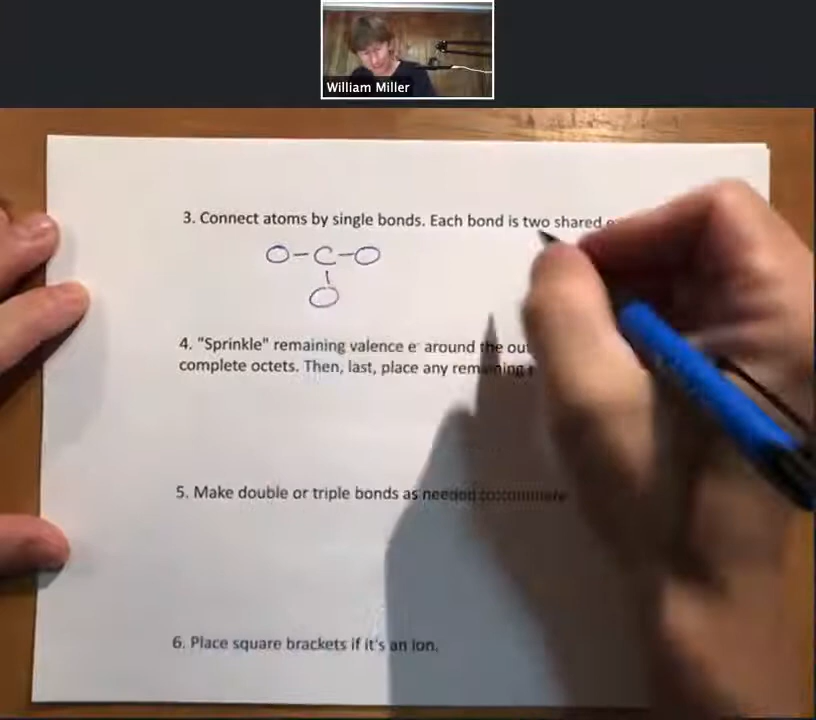 William Miller
3. Connect atoms by single bonds. Each bond is two shared
O-C-O
O
4. "Sprinkle" remaining valence e⁻ around the
complete octets. Then, last, place any remaining
5. Make double or triple bonds as needed
6. Place square brackets if it's an ion.